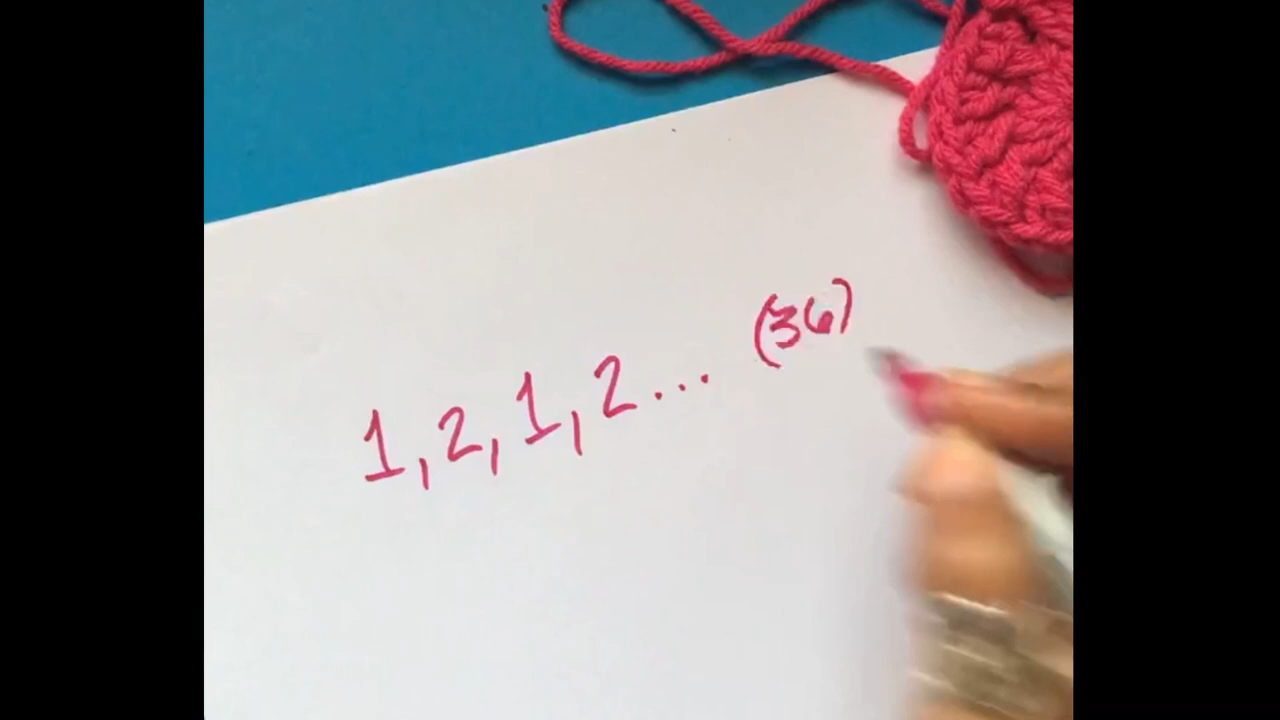 1, 2, 1, 2... (36)